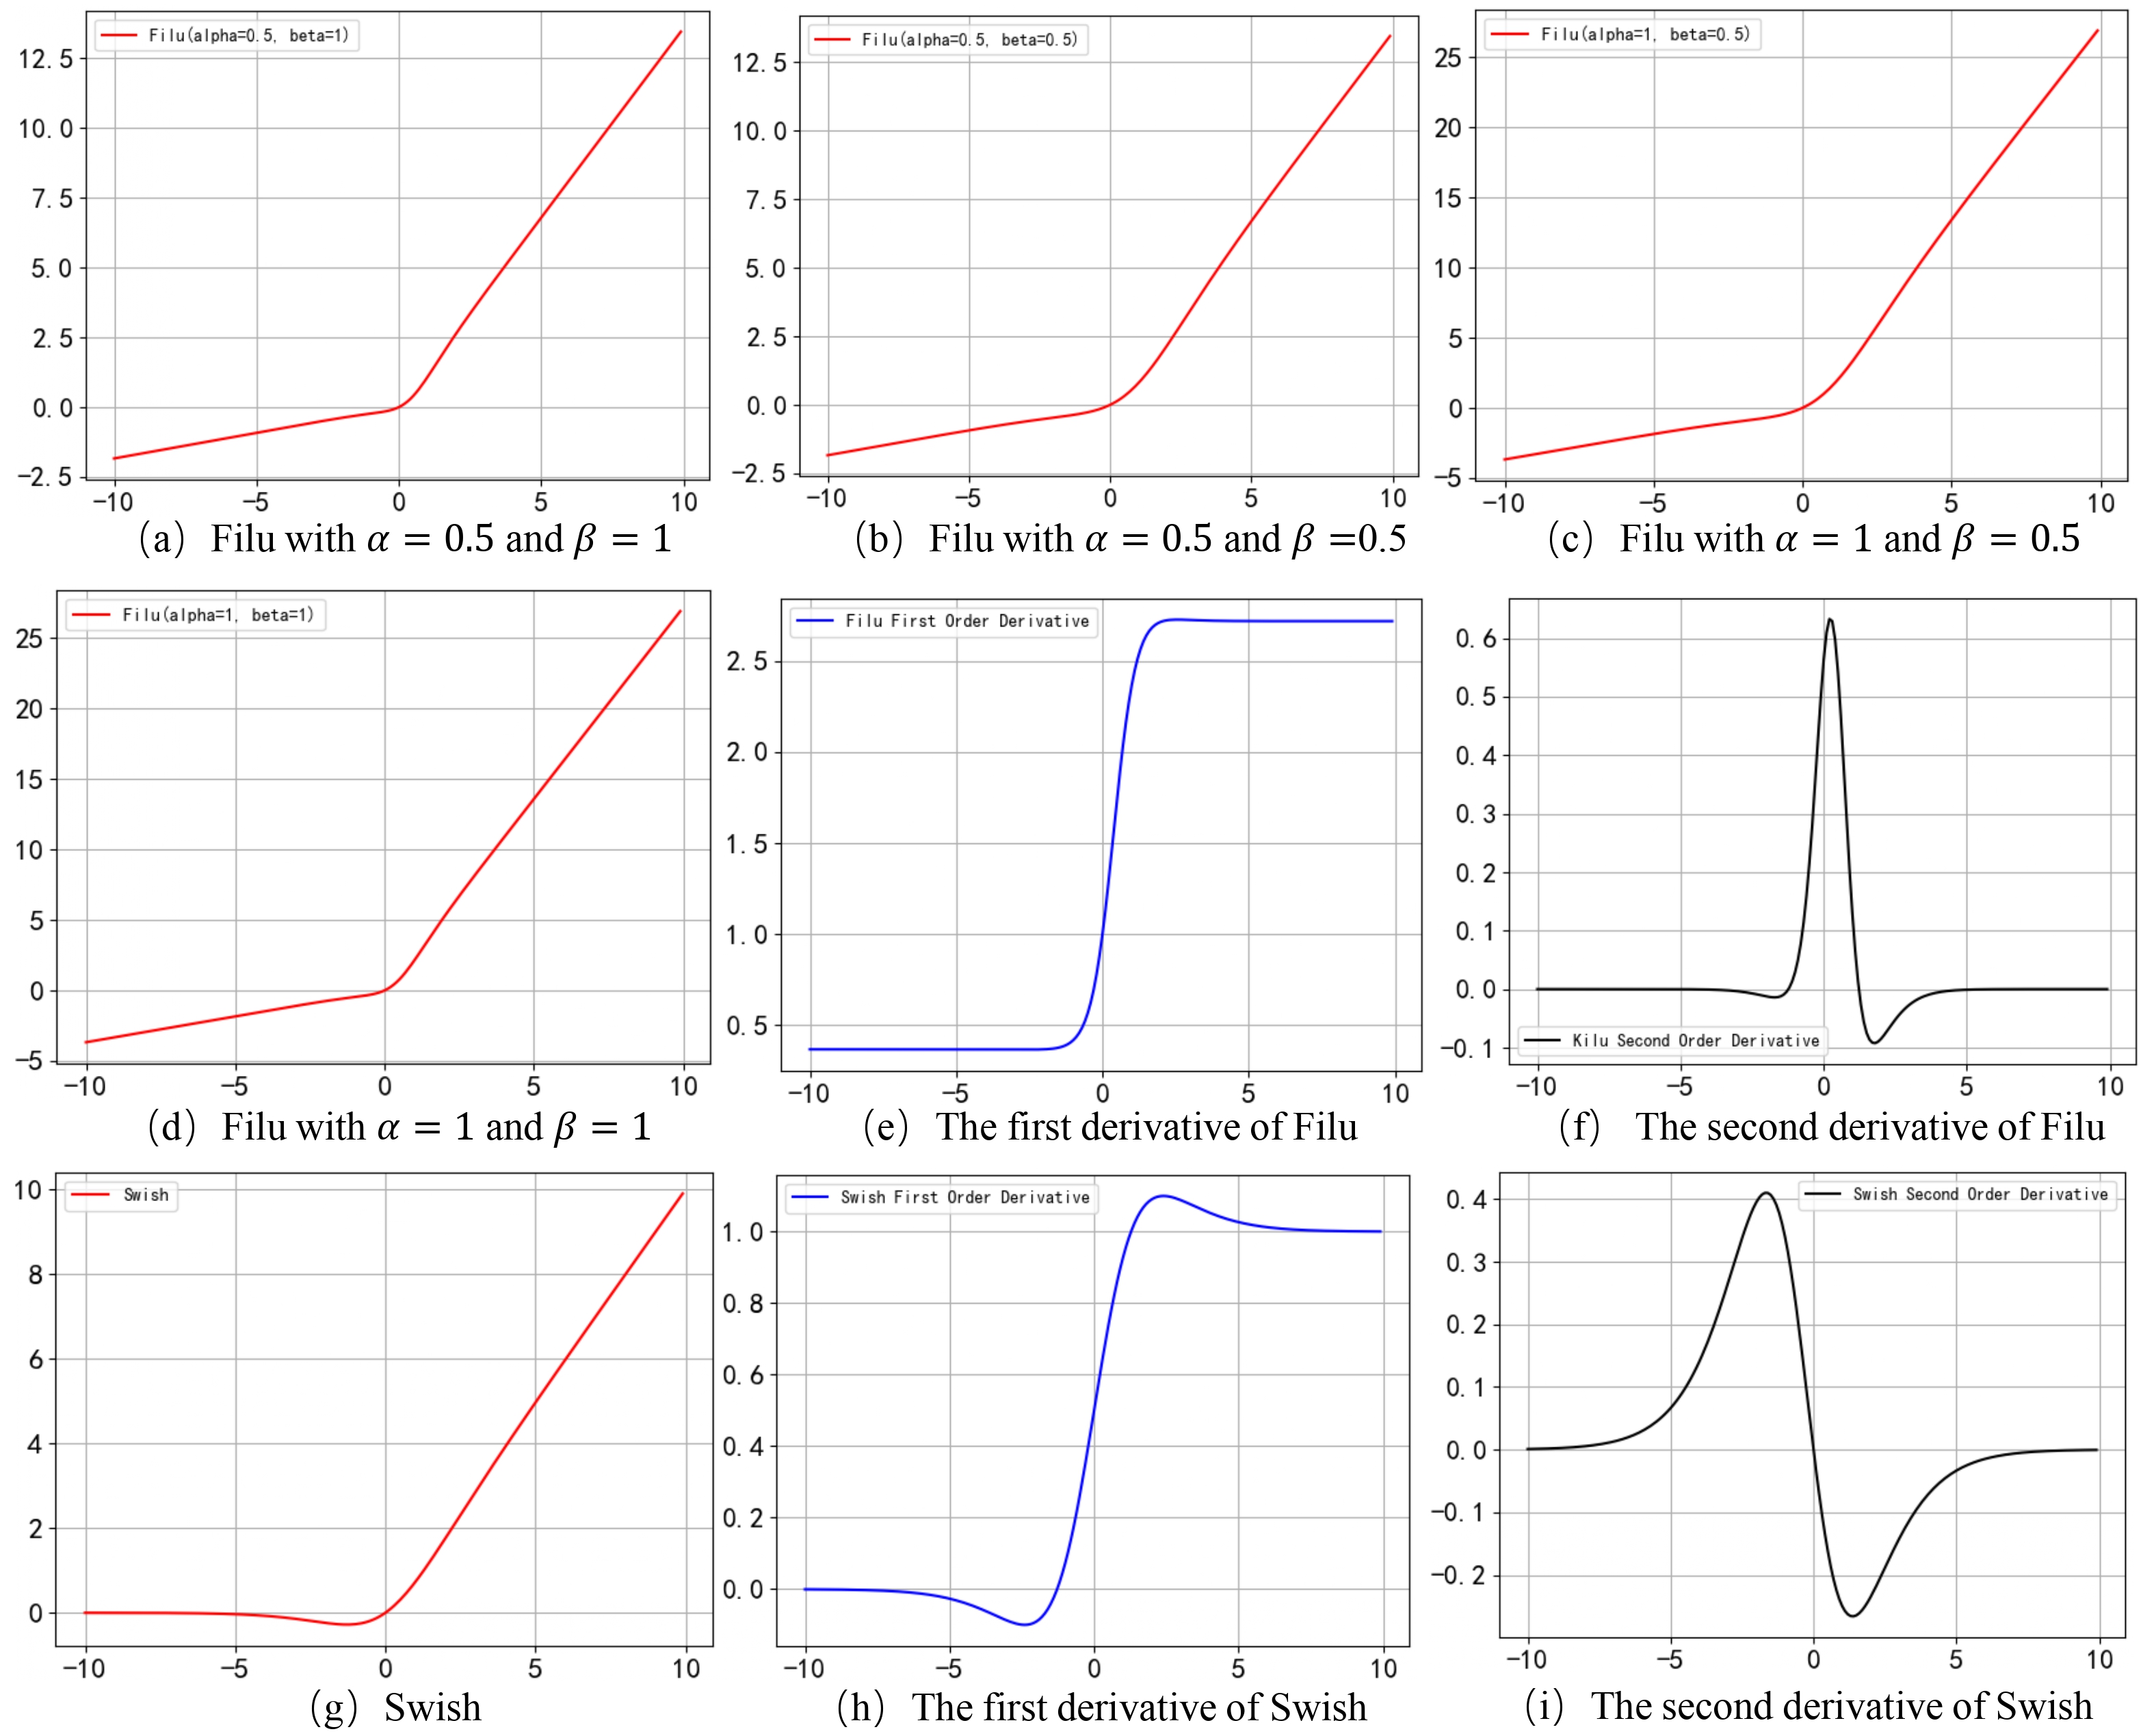 Filu(alpha=0.5, beta=1)
12.5
10.0
7.5
5.0
2.5
0.0
−2.5
−10 −5 0 5 10
(a) Filu with α = 0.5 and β = 1
Filu(alpha=0.5, beta=0.5)
12.5
10.0
7.5
5.0
2.5
0.0
−2.5
−10 −5 0 5 10
(b) Filu with α = 0.5 and β =0.5
Filu(alpha=1, beta=0.5)
25
20
15
10
5
0
−5
−10 −5 0 5 10
(c) Filu with α = 1 and β = 0.5
Filu(alpha=1, beta=1)
25
20
15
10
5
0
−5
−10 −5 0 5 10
(d) Filu with α = 1 and β = 1
Filu First Order Derivative
2.5
2.0
1.5
1.0
0.5
−10 −5 0 5 10
(e) The first derivative of Filu
0.6
0.5
0.4
0.3
0.2
0.1
0.0
−0.1
Kilu Second Order Derivative
−10 −5 0 5 10
(f) The second derivative of Filu
Swish
10
8
6
4
2
0
−10 −5 0 5 10
(g) Swish
Swish First Order Derivative
1.0
0.8
0.6
0.4
0.2
0.0
−10 −5 0 5 10
(h) The first derivative of Swish
Swish Second Order Derivative
0.4
0.3
0.2
0.1
0.0
−0.1
−0.2
−10 −5 0 5 10
(i) The second derivative of Swish